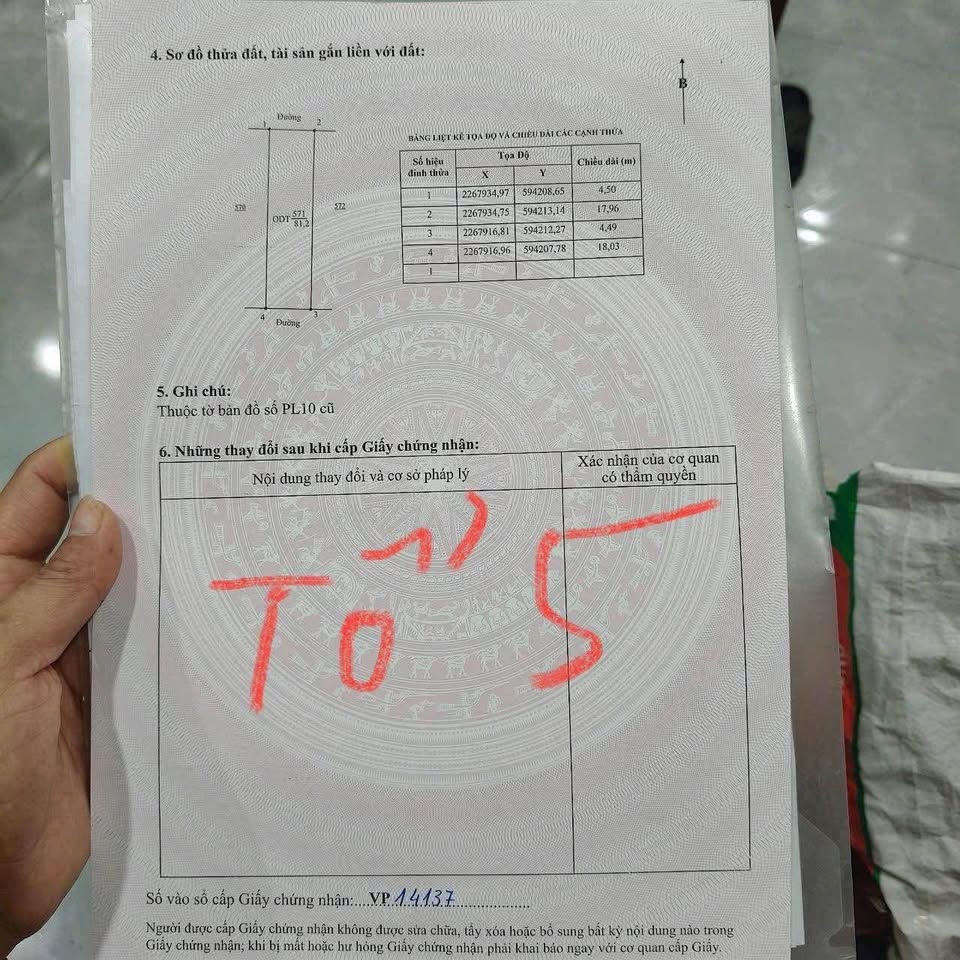 4. Sơ đồ thửa đất, tài sản gắn liền với đất:
B
Đường
1 2
BẢNG LIỆT KÊ TỌA ĐỘ VÀ CHIỀU DÀI CÁC CẠNH THỬA
Số hiệu đỉnh thửa Tọa Độ Chiều dài (m)
X Y
1 2267934,97 594208,65 4,50
2 2267934,75 594213,14 17,96
3 2267916,81 594212,27 4,49
4 2267916,96 594207,78 18,03
1
570 ODT 571 572
81,2
4 3
Đường
5. Ghi chú:
Thuộc tờ bản đồ số PL10 cũ
6. Những thay đổi sau khi cấp Giấy chứng nhận:
Nội dung thay đổi và cơ sở pháp lý Xác nhận của cơ quan
có thẩm quyền
Tổ 5
Số vào sổ cấp Giấy chứng nhận:....VP 14137
Người được cấp Giấy chứng nhận không được sửa chữa, tẩy xóa hoặc bổ sung bất kỳ nội dung nào trong
Giấy chứng nhận; khi bị mất hoặc hư hỏng Giấy chứng nhận phải khai báo ngay với cơ quan cấp Giấy.